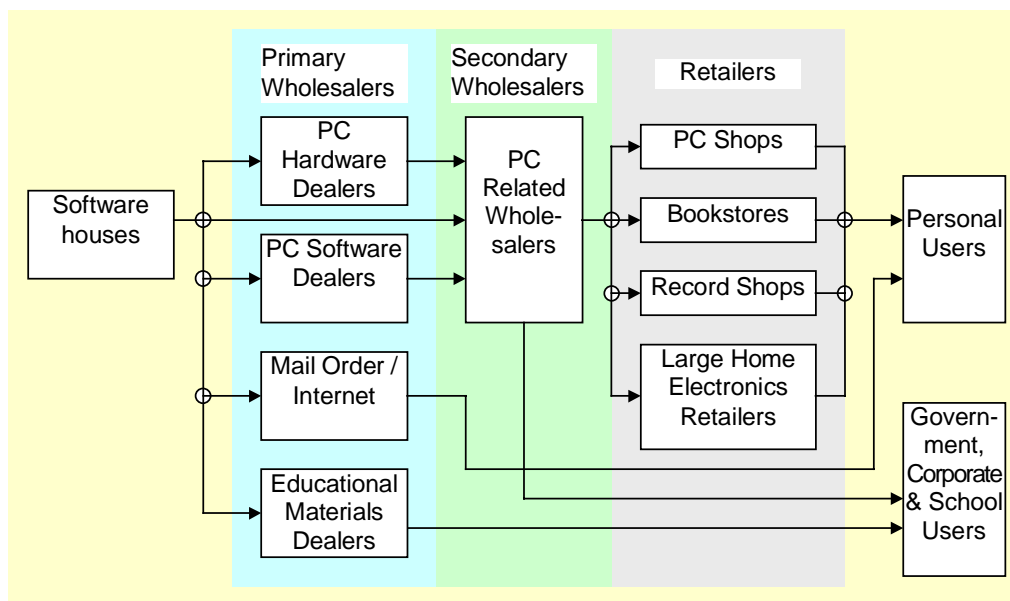 Primary
Wholesalers
Secondary
Wholesalers
Retailers
Software
houses
PC
Hardware
Dealers
PC Software
Dealers
Mail Order /
Internet
Educational
Materials
Dealers
PC
Related
Whole-
salers
PC Shops
Bookstores
Record Shops
Large Home
Electronics
Retailers
Personal
Users
Govern-
ment,
Corporate
& School
Users